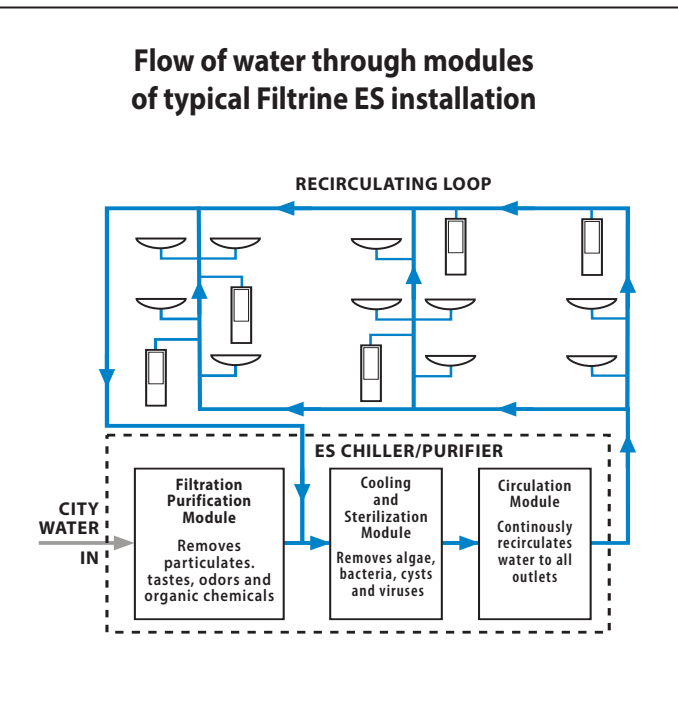 Flow of water through modules
of typical Filtrine ES installation
RECIRCULATING LOOP
ES CHILLER/PURIFIER
CITY
WATER
IN
Filtration
Purification
Module
Removes
particulates.
tastes, odors and
organic chemicals
Cooling
and
Sterilization
Module
Removes algae,
bacteria, cysts
and viruses
Circulation
Module
Continously
recirculates
water to all
outlets